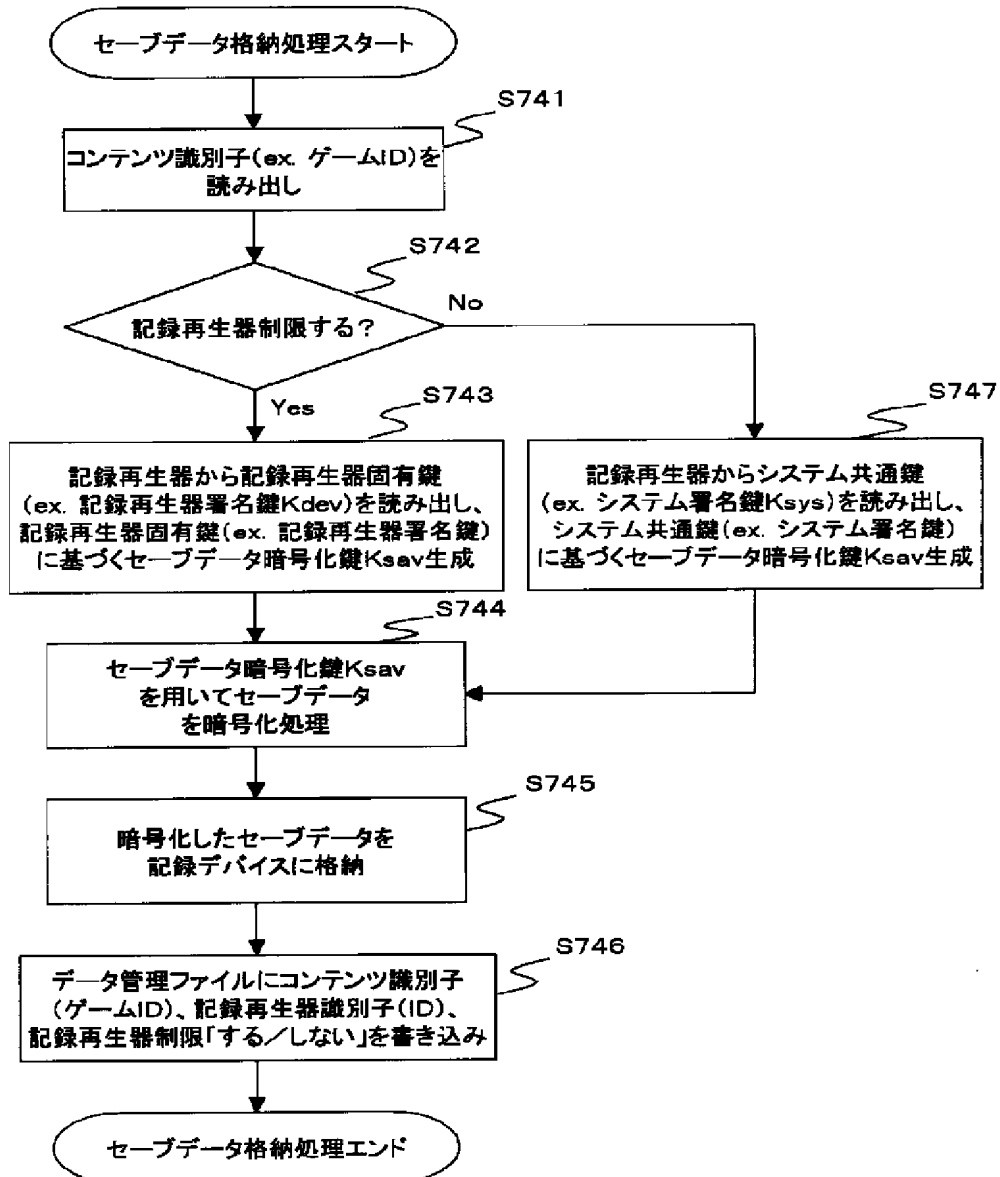 セーブデータ格納処理スタート
S741
コンテンツ識別子(ex. ゲームID)を
読み出し
S742
記録再生器制限する?
No
Yes
S743
記録再生器から記録再生器固有鍵
(ex. 記録再生器署名鍵Kdev)を読み出し、
記録再生器固有鍵(ex. 記録再生器署名鍵)
に基づくセーブデータ暗号化鍵Ksav生成
S747
記録再生器からシステム共通鍵
(ex. システム署名鍵Ksys)を読み出し、
システム共通鍵(ex. システム署名鍵)
に基づくセーブデータ暗号化鍵Ksav生成
S744
セーブデータ暗号化鍵Ksav
を用いてセーブデータ
を暗号化処理
S745
暗号化したセーブデータを
記録デバイスに格納
S746
データ管理ファイルにコンテンツ識別子
(ゲームID)、記録再生器識別子(ID)、
記録再生器制限「する/しない」を書き込み
セーブデータ格納処理エンド